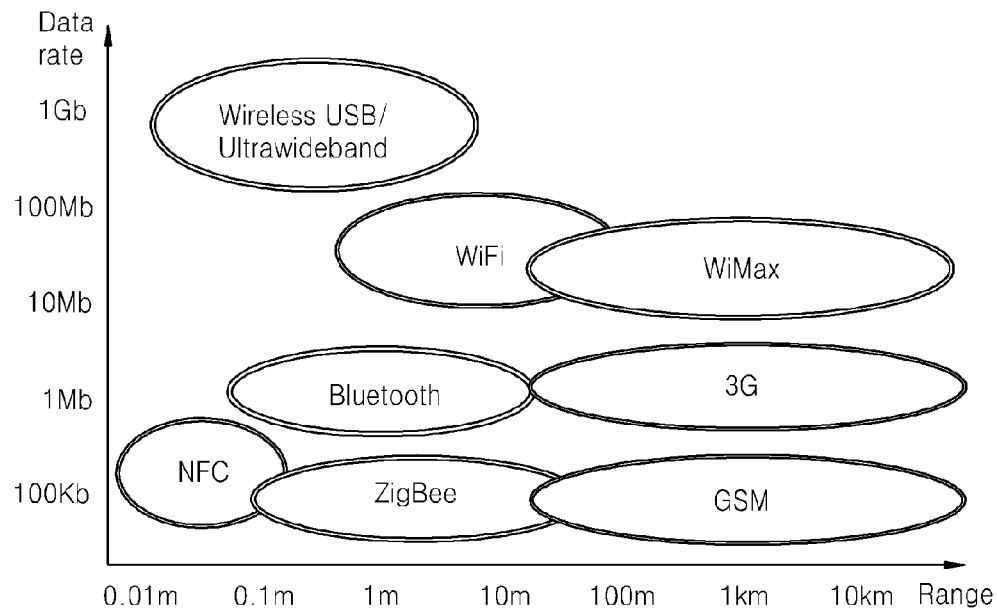 Data
rate
1Gb
Wireless USB/
Ultrawideband
100Mb
WiFi
WiMax
10Mb
1Mb
Bluetooth
3G
NFC
100Kb
ZigBee
GSM
0.01m 0.1m 1m 10m 100m 1km 10km Range